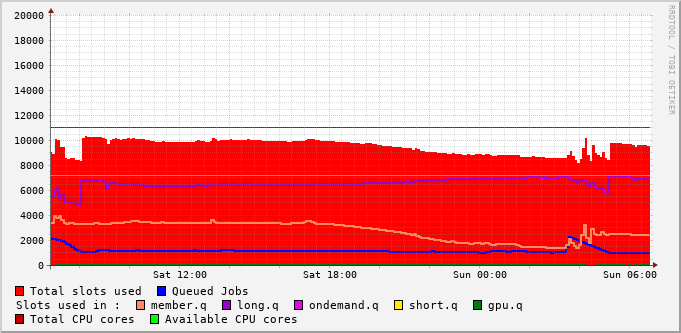 RRDTOOL / TOBI OETIKER
20000
18000
16000
14000
12000
10000
8000
6000
4000
2000
0
Sat 12:00 Sat 18:00 Sun 00:00 Sun 06:00
Total slots used Queued Jobs
Slots used in : member.q long.q ondemand.q short.q gpu.q
Total CPU cores Available CPU cores